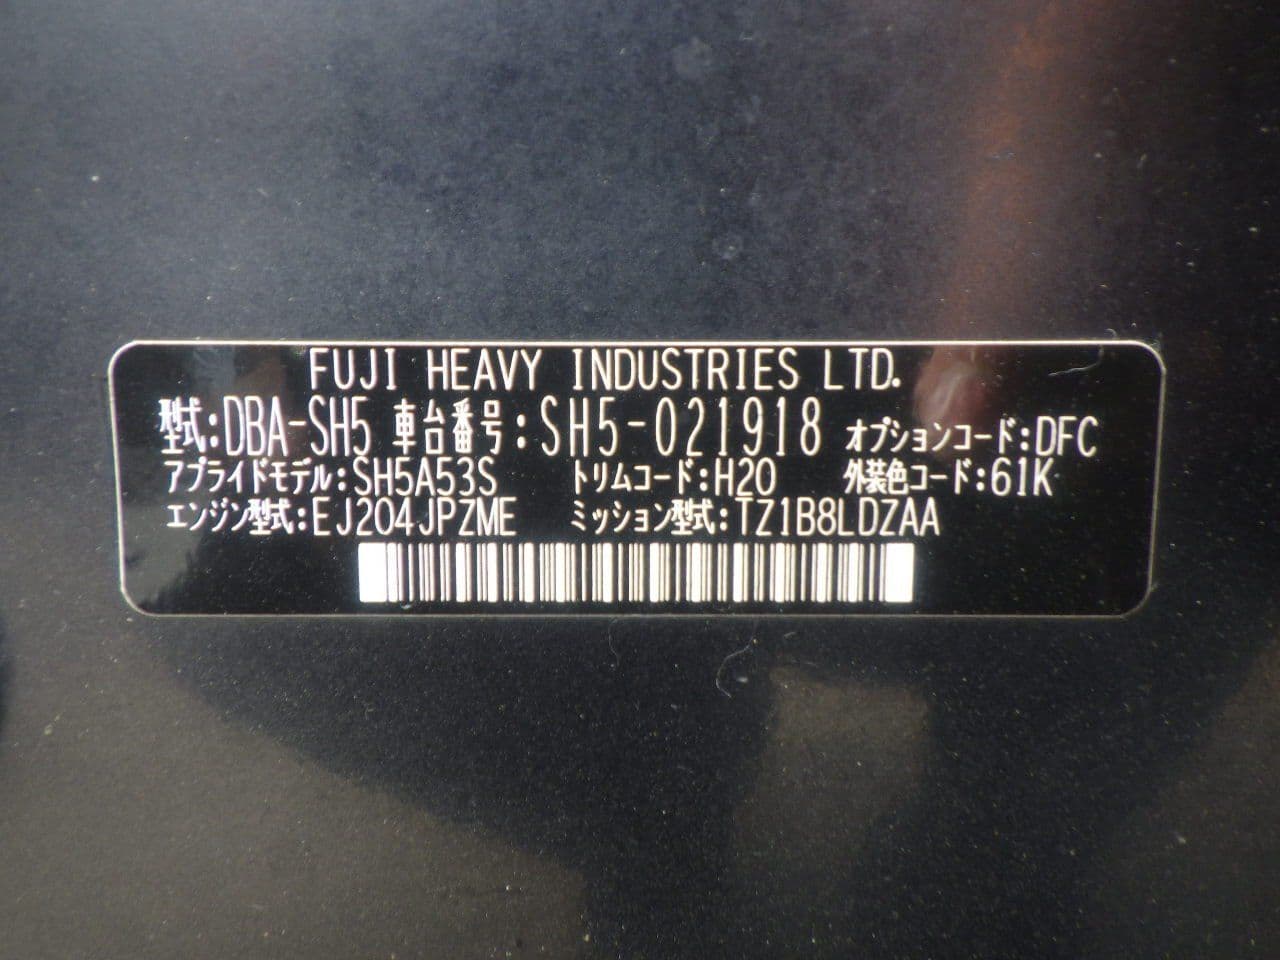 FUJI HEAVY INDUSTRIES LTD.
型式:DBA-SH5 車台番号:SH5-021918 オプションコード:DFC
アプライドモデル:SH5A53S トリムコード:H20 外装色コード:61K
エンジン型式:EJ204JPZME ミッション型式:TZ1B8LDZAA